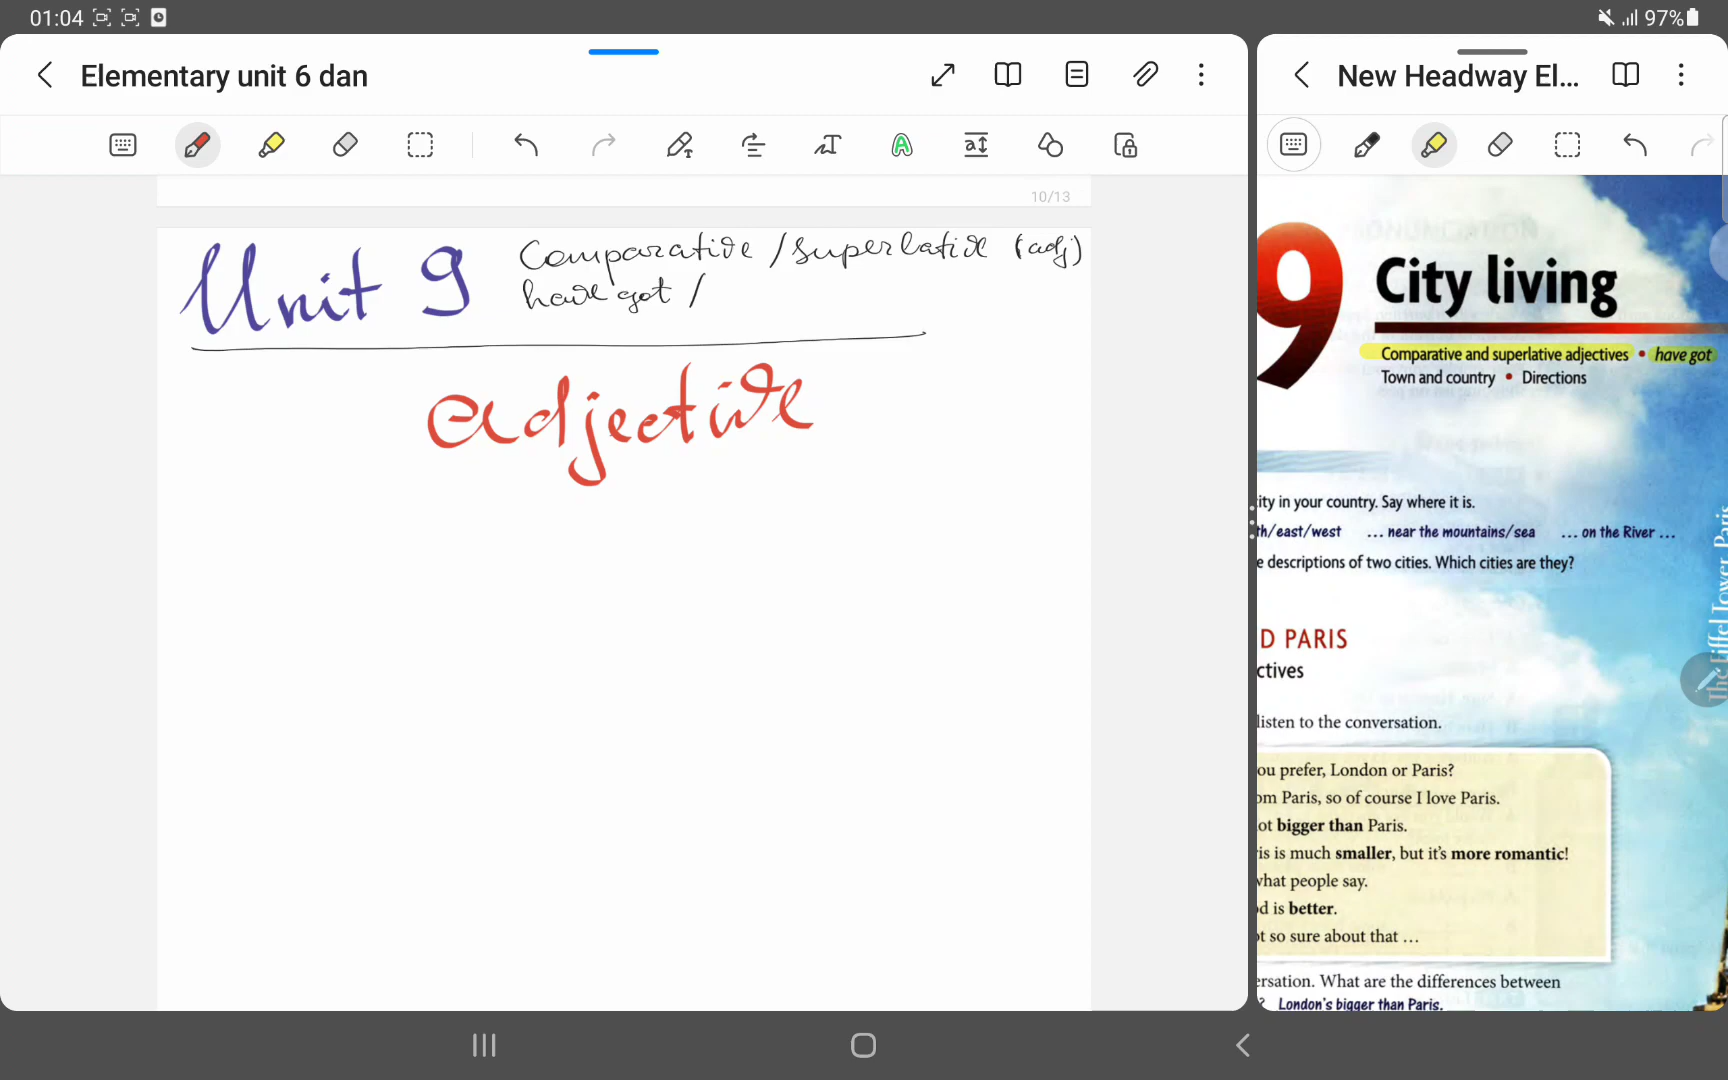 01:04
97%
Elementary unit 6 dan
10/13
Unit 9
Comparative / superlative (adj)
have got /
adjective
New Headway El...
9
City living
Comparative and superlative adjectives • have got
Town and country • Directions
ity in your country. Say where it is.
th/east/west ... near the mountains/sea ... on the River ...
e descriptions of two cities. Which cities are they?
D PARIS
ctives
listen to the conversation.
ou prefer, London or Paris?
om Paris, so of course I love Paris.
ot bigger than Paris.
is is much smaller, but it's more romantic!
what people say.
d is better.
t so sure about that ...
ersation. What are the differences between
? London's bigger than Paris.
The Eiffel Tower Paris